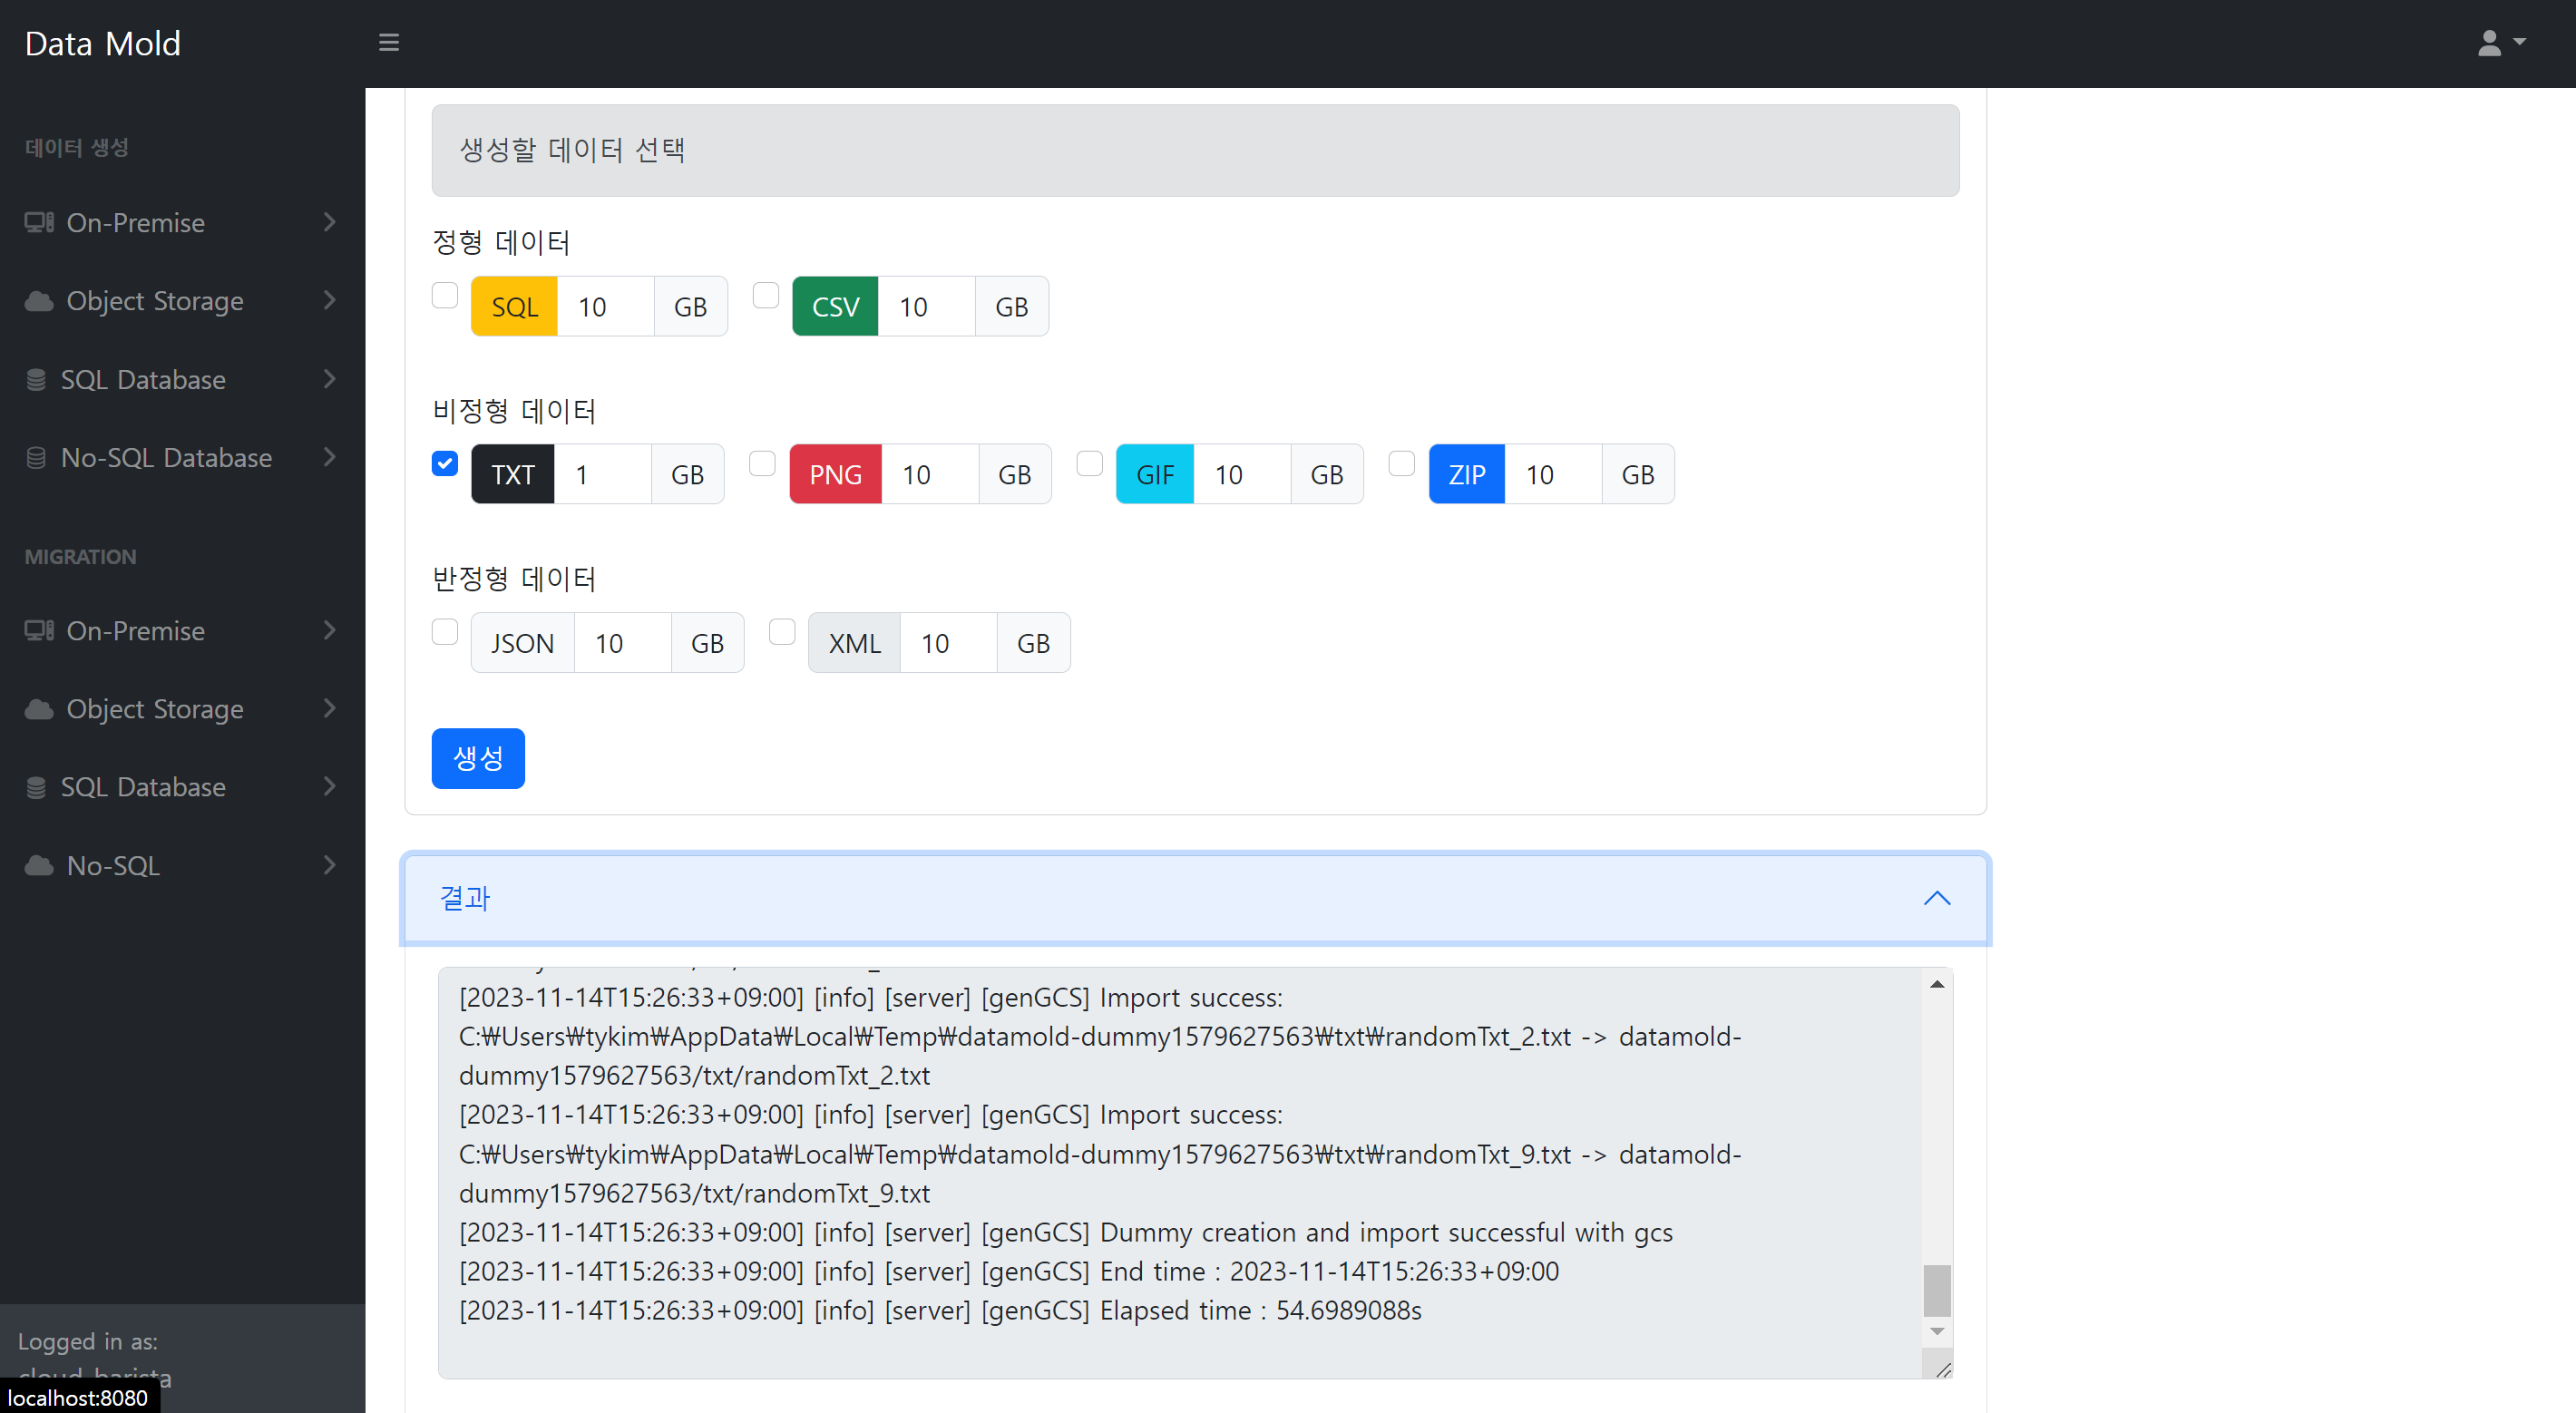 Data Mold
데이터 생성
On-Premise
Object Storage
SQL Database
No-SQL Database
MIGRATION
On-Premise
Object Storage
SQL Database
No-SQL
Logged in as:
cloud-barista
localhost:8080
생성할 데이터 선택
정형 데이터
SQL 10 GB CSV 10 GB
비정형 데이터
TXT 1 GB PNG 10 GB GIF 10 GB ZIP 10 GB
반정형 데이터
JSON 10 GB XML 10 GB
생성
결과
[2023-11-14T15:26:33+09:00] [info] [server] [genGCS] Import success:
C:₩Users₩tykim₩AppData₩Local₩Temp₩datamold-dummy1579627563₩txt₩randomTxt_2.txt -> datamold-
dummy1579627563/txt/randomTxt_2.txt
[2023-11-14T15:26:33+09:00] [info] [server] [genGCS] Import success:
C:₩Users₩tykim₩AppData₩Local₩Temp₩datamold-dummy1579627563₩txt₩randomTxt_9.txt -> datamold-
dummy1579627563/txt/randomTxt_9.txt
[2023-11-14T15:26:33+09:00] [info] [server] [genGCS] Dummy creation and import successful with gcs
[2023-11-14T15:26:33+09:00] [info] [server] [genGCS] End time : 2023-11-14T15:26:33+09:00
[2023-11-14T15:26:33+09:00] [info] [server] [genGCS] Elapsed time : 54.6989088s